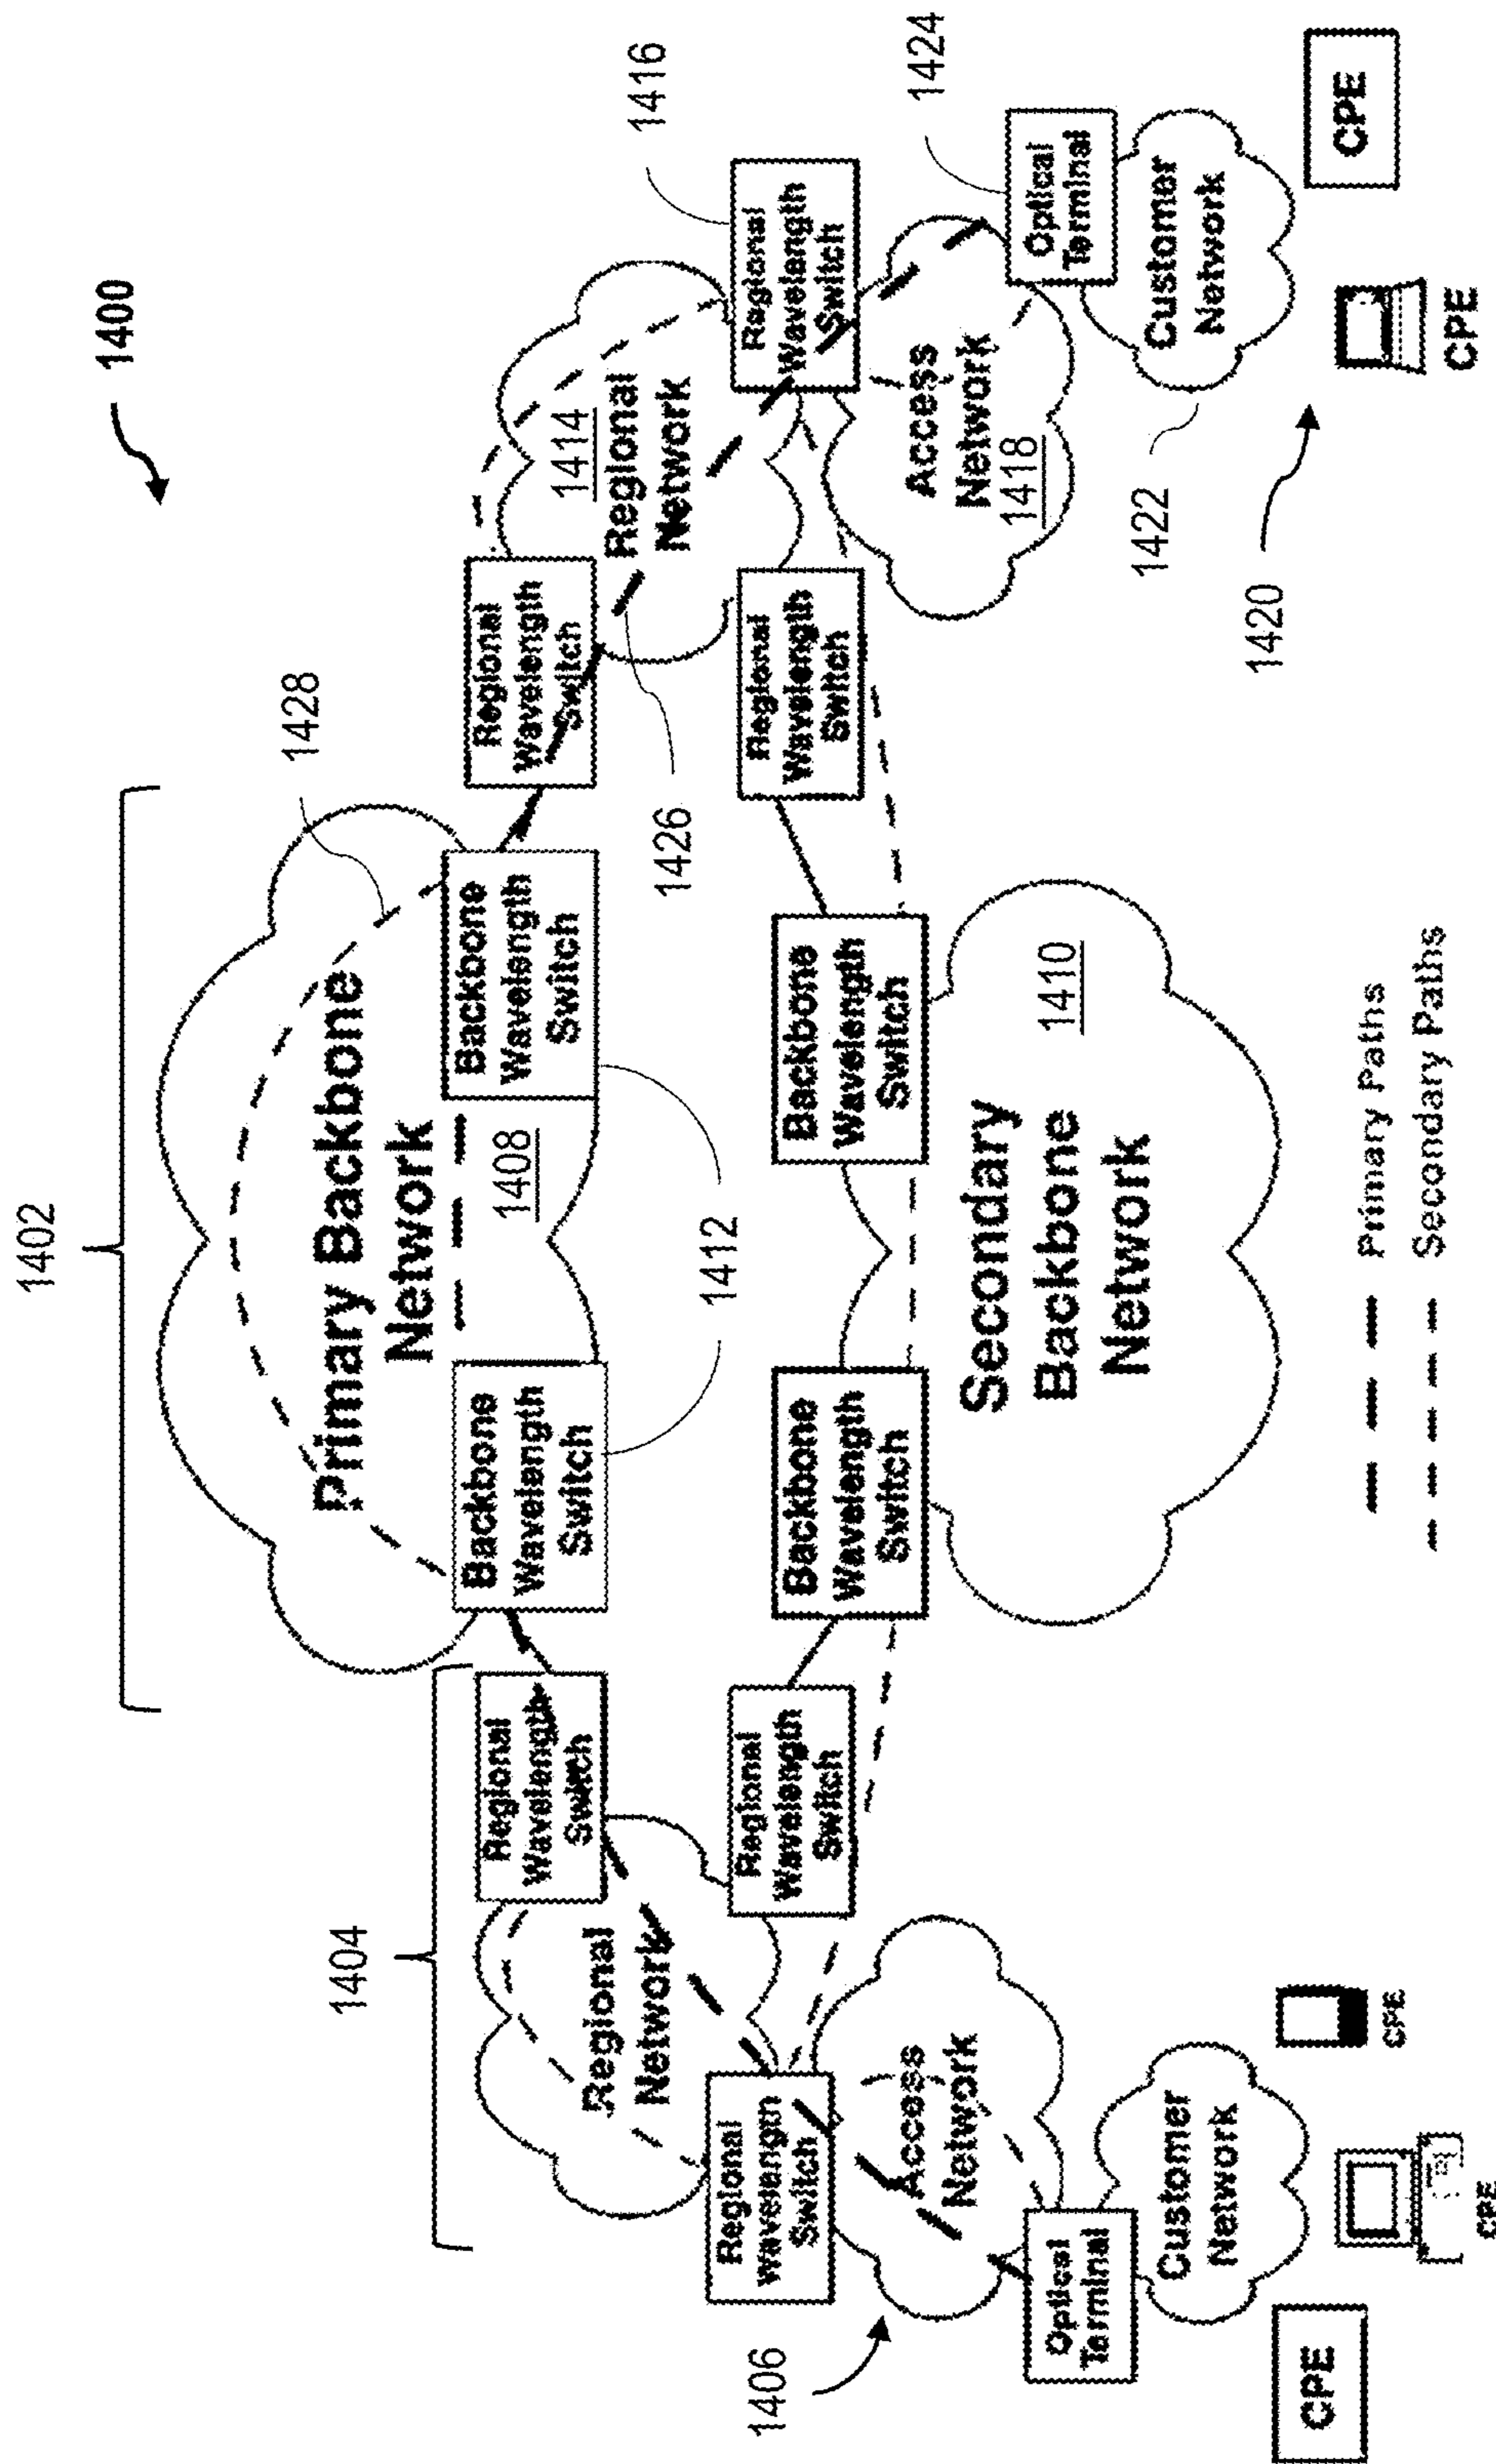 1400
1402
1404
1428
Primary Backbone
Network
1408
Regional
Wavelength
Switch
Backbone
Wavelength
Switch
Backbone
Wavelength
Switch
Regional
Wavelength
Switch
Regional
Network
1414
Regional
Network
1426
1412
1416
Regional
Wavelength
Switch
Regional
Wavelength
Switch
Backbone
Wavelength
Switch
Backbone
Wavelength
Switch
Regional
Wavelength
Switch
Regional
Wavelength
Switch
1406
Access
Network
Secondary
Backbone
Network
1410
Access
Network
1418
1424
Optical
Terminal
Optical
Terminal
Customer
Network
1422
Customer
Network
1420
CPE
CPE
CPE
Primary Paths
Secondary Paths
CPE
CPE